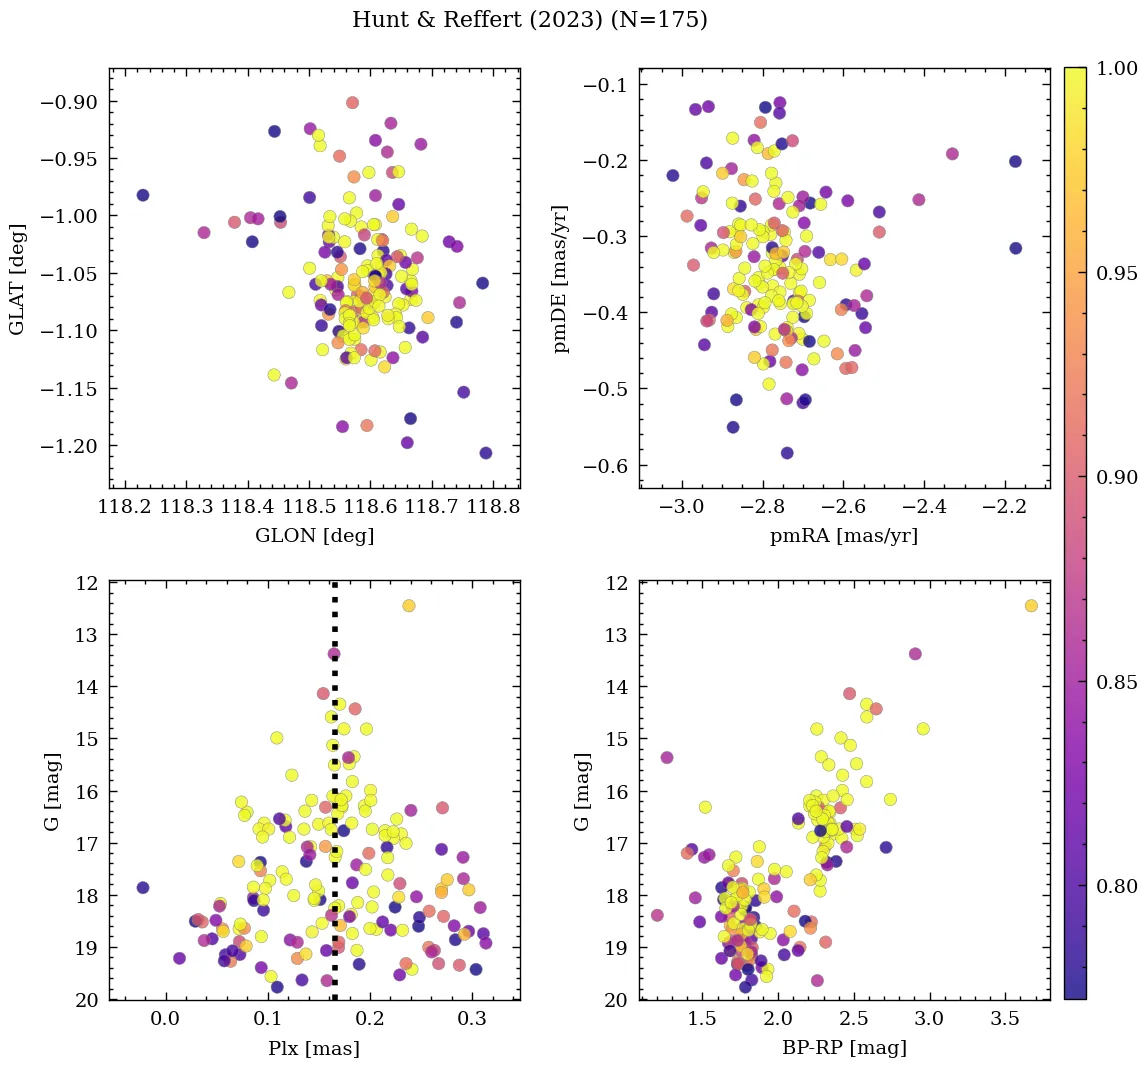 Hunt & Reffert (2023) (N=175)
−0.90
−0.95
−1.00
−1.05
−1.10
−1.15
−1.20
GLAT [deg]
118.2 118.3 118.4 118.5 118.6 118.7 118.8
GLON [deg]
−0.1
−0.2
−0.3
−0.4
−0.5
−0.6
pmDE [mas/yr]
−3.0 −2.8 −2.6 −2.4 −2.2
pmRA [mas/yr]
1.00
0.95
0.90
0.85
0.80
12
13
14
15
16
17
18
19
20
G [mag]
0.0 0.1 0.2 0.3
Plx [mas]
12
13
14
15
16
17
18
19
20
G [mag]
1.5 2.0 2.5 3.0 3.5
BP-RP [mag]